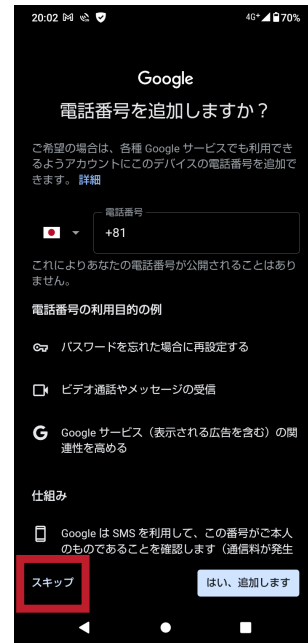 20:02 4G+ 70%
Google
電話番号を追加しますか？
ご希望の場合は、各種 Google サービスでも利用でき
るようアカウントにこのデバイスの電話番号を追加で
きます。詳細
電話番号
+81
これによりあなたの電話番号が公開されることはあり
ません。
電話番号の利用目的の例
パスワードを忘れた場合に再設定する
ビデオ通話やメッセージの受信
G Google サービス（表示される広告を含む）の関
連性を高める
仕組み
Google は SMS を利用して、この番号がご本人
のものであることを確認します（通信料が発生
スキップ はい、追加します